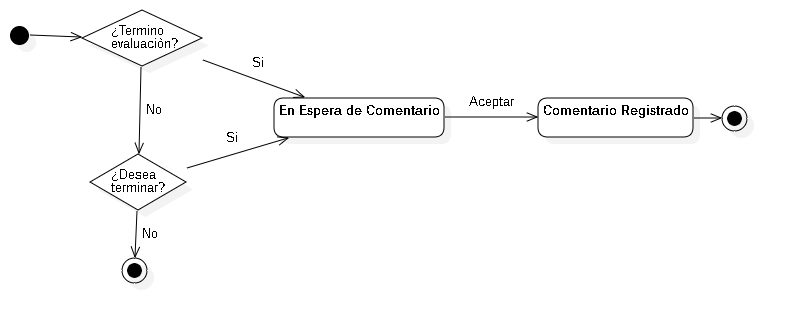 ¿Termino
evaluación?
Si
No
En Espera de Comentario
Aceptar
Comentario Registrado
Si
¿Desea
terminar?
No